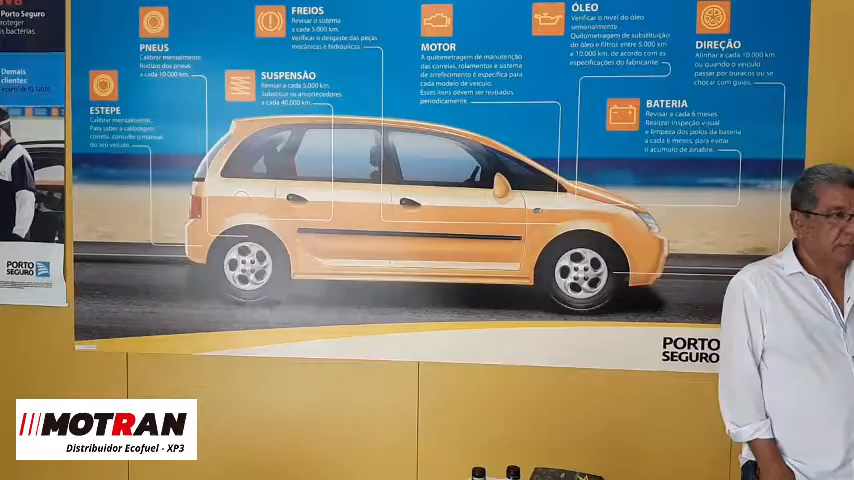 Porto Seguro
proteger
as bactérias.
Demais
clientes:
PORTO
SEGURO
PNEUS
Calibrar mensalmente.
Rodízio dos pneus
a cada 10.000 km.
FREIOS
Revisar o sistema
a cada 5.000 km.
Verificar o desgaste das peças
mecânicas e hidráulicas.
MOTOR
A quilometragem de manutenção
das correias, rolamentos e sistema
de arrefecimento é específica para
cada modelo de veículo.
Esses itens devem ser revisados
periodicamente.
ÓLEO
Verificar o nível do óleo
semanalmente.
Quilometragem de substituição
do óleo e filtros entre 5.000 km
e 10.000 km, de acordo com as
especificações do fabricante.
DIREÇÃO
Alinhar a cada 10.000 km
ou quando o veículo
passar por buracos ou se
chocar com guias.
ESTEPE
Calibrar mensalmente.
Para saber a calibragem
correta, consulte o manual
do seu veículo.
SUSPENSÃO
Revisar a cada 5.000 km.
Substituir os amortecedores
a cada 40.000 km.
BATERIA
Revisar a cada 6 meses.
Realizar inspeção visual
e limpeza dos polos da bateria
a cada 6 meses, para evitar
o acúmulo de zinabre.
PORTO
SEGURO
MOTRAN
Distribuidor Ecofuel - XP3